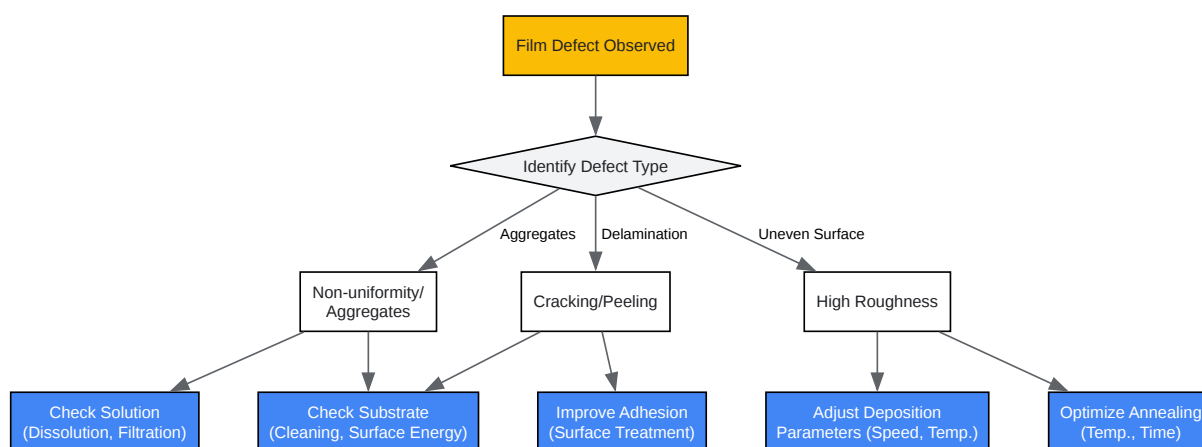 Film Defect Observed
Identify Defect Type
Aggregates
Delamination
Uneven Surface
Non-uniformity/
Aggregates
Cracking/Peeling
High Roughness
Check Solution
(Dissolution, Filtration)
Check Substrate
(Cleaning, Surface Energy)
Improve Adhesion
(Surface Treatment)
Adjust Deposition
Parameters (Speed, Temp.)
Optimize Annealing
(Temp., Time)